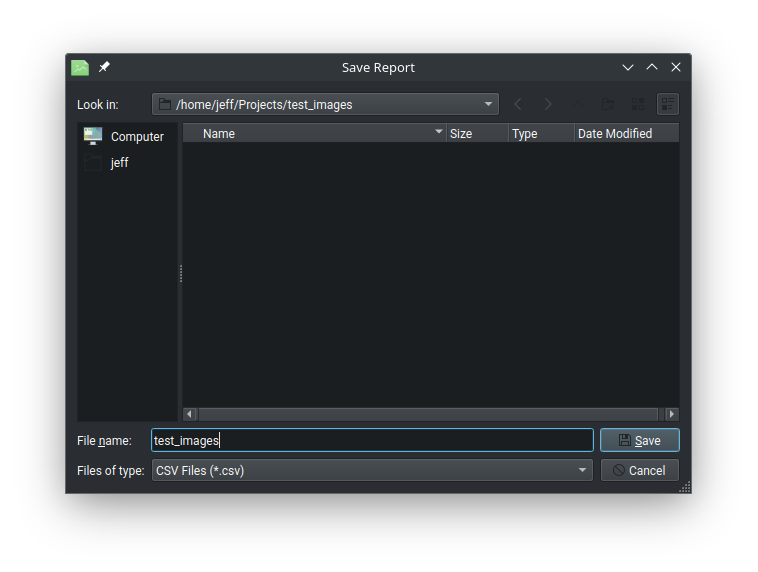 Save Report
Look in: /home/jeff/Projects/test_images
Name Size Type Date Modified
Computer
jeff
File name: test_images Save
Files of type: CSV Files (*.csv) Cancel